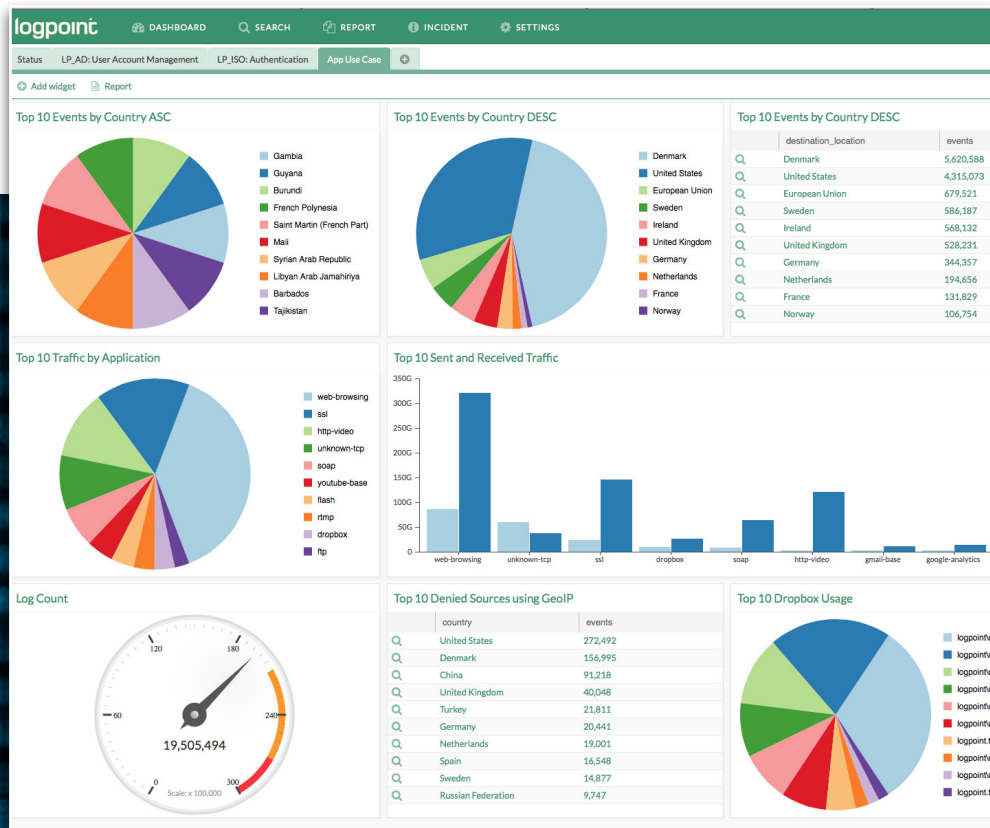 logpoint DASHBOARD SEARCH REPORT INCIDENT SETTINGS
Status LP_AD: User Account Management LP_ISO: Authentication App Use Case
Add widget Report
Top 10 Events by Country ASC
Gambia
Guyana
Burundi
French Polynesia
Saint Martin (French Part)
Mali
Syrian Arab Republic
Libyan Arab Jamahiriya
Barbados
Tajikistan
Top 10 Events by Country DESC
Denmark
United States
European Union
Sweden
Ireland
United Kingdom
Germany
Netherlands
France
Norway
Top 10 Events by Country DESC
destination_location events
Denmark 5,620,588
United States 4,315,073
European Union 679,521
Sweden 586,187
Ireland 568,132
United Kingdom 528,231
Germany 344,357
Netherlands 194,656
France 131,829
Norway 106,754
Top 10 Traffic by Application
web-browsing
ssl
http-video
unknown-tcp
soap
youtube-base
flash
rtmp
dropbox
ftp
Top 10 Sent and Received Traffic
350G
300G
250G
200G
150G
100G
50G
0
web-browsing unknown-tcp ssl dropbox soap http-video gmail-base google-analytics
Log Count
120 180
60 240
19,505,494
0 300
Scale: x 100,000
Top 10 Denied Sources using GeoIP
country events
United States 272,492
Denmark 156,995
China 91,218
United Kingdom 40,048
Turkey 21,811
Germany 20,441
Netherlands 19,001
Spain 16,548
Sweden 14,877
Russian Federation 9,747
Top 10 Dropbox Usage